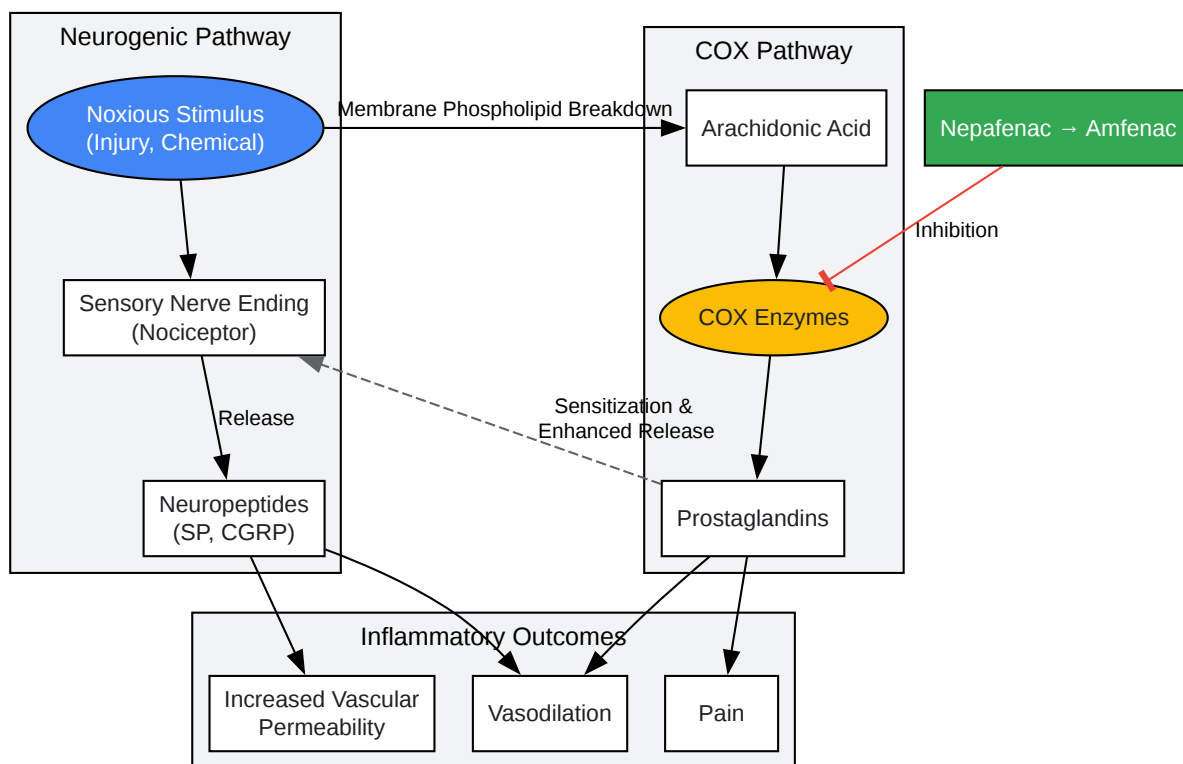 Neurogenic Pathway
Noxious Stimulus
(Injury, Chemical)
Sensory Nerve Ending
(Nociceptor)
Release
Neuropeptides
(SP, CGRP)
Membrane Phospholipid Breakdown
COX Pathway
Arachidonic Acid
COX Enzymes
Sensitization &
Enhanced Release
Prostaglandins
Nepafenac → Amfenac
Inhibition
Inflammatory Outcomes
Increased Vascular
Permeability
Vasodilation
Pain